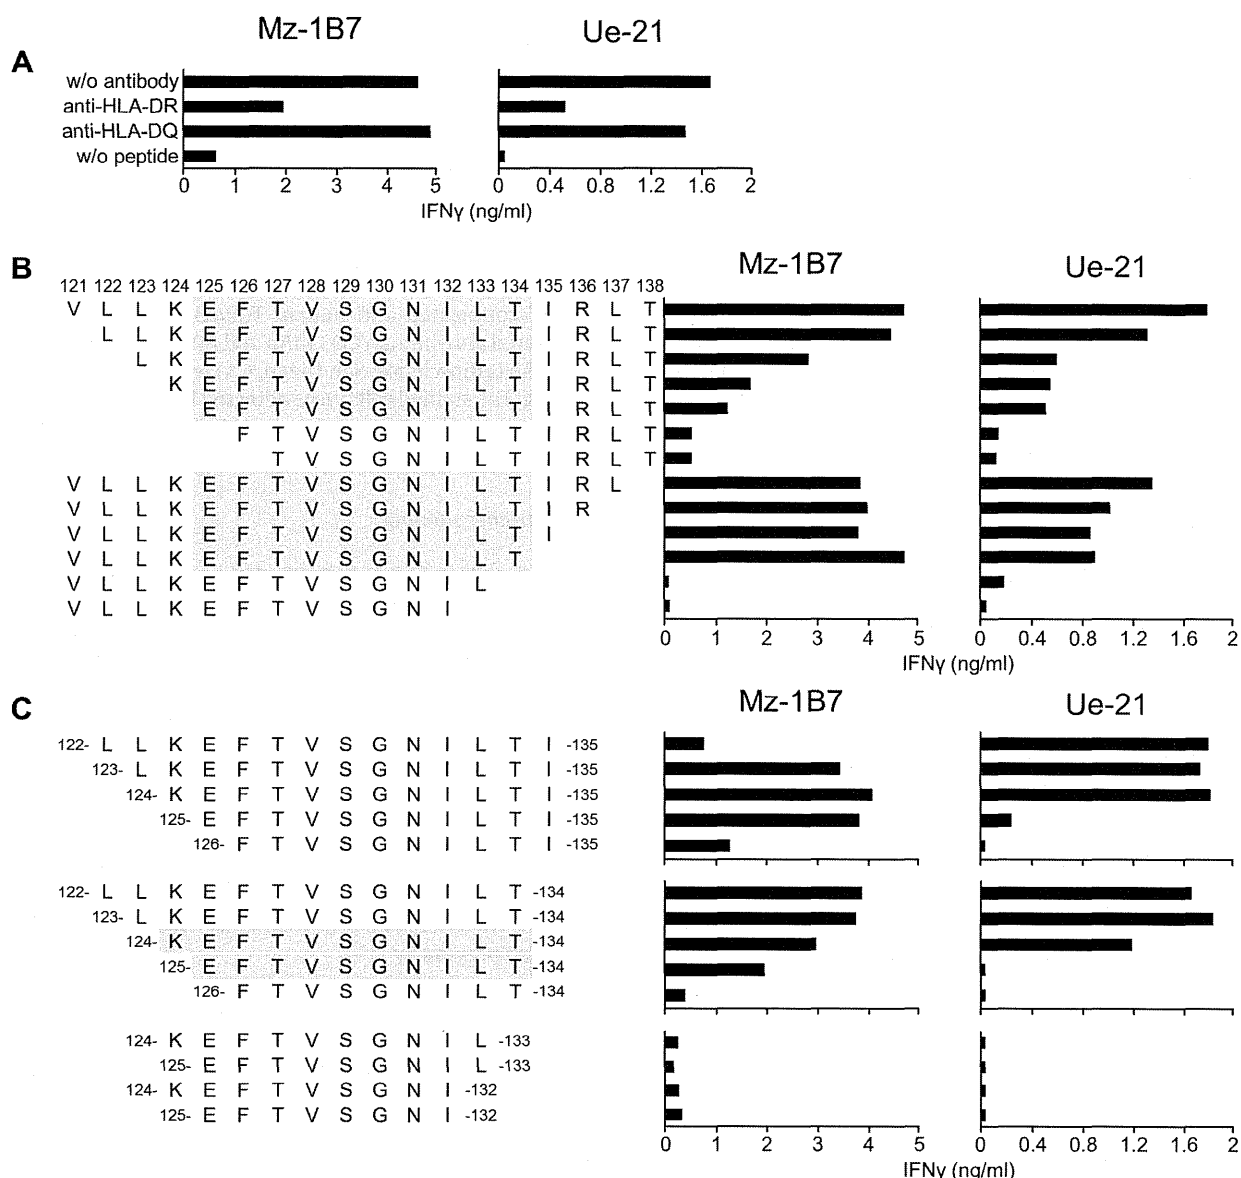 Mz-1B7 Ue-21
A
w/o antibody
anti-HLA-DR
anti-HLA-DQ
w/o peptide
0 1 2 3 4 5 0 0.4 0.8 1.2 1.6 2
IFNγ (ng/ml)
B Mz-1B7 Ue-21
121 122 123 124 125 126 127 128 129 130 131 132 133 134 135 136 137 138
V L L K E F T V S G N I L T I R L T
L L K E F T V S G N I L T I R L T
L K E F T V S G N I L T I R L T
K E F T V S G N I L T I R L T
E F T V S G N I L T I R L T
F T V S G N I L T I R L T
T V S G N I L T I R L T
V L L K E F T V S G N I L T I R L
V L L K E F T V S G N I L T I R
V L L K E F T V S G N I L T I
V L L K E F T V S G N I L T
V L L K E F T V S G N I L
V L L K E F T V S G N I
0 1 2 3 4 5 0 0.4 0.8 1.2 1.6 2
IFNγ (ng/ml)
C Mz-1B7 Ue-21
122- L L K E F T V S G N I L T I -135
123- L K E F T V S G N I L T I -135
124- K E F T V S G N I L T I -135
125- E F T V S G N I L T I -135
126- F T V S G N I L T I -135
122- L L K E F T V S G N I L T -134
123- L K E F T V S G N I L T -134
124- K E F T V S G N I L T -134
125- E F T V S G N I L T -134
126- F T V S G N I L T -134
124- K E F T V S G N I L -133
125- E F T V S G N I L -133
124- K E F T V S G N I -132
125- E F T V S G N I -132
0 1 2 3 4 5 0 0.4 0.8 1.2 1.6 2
IFNγ (ng/ml)